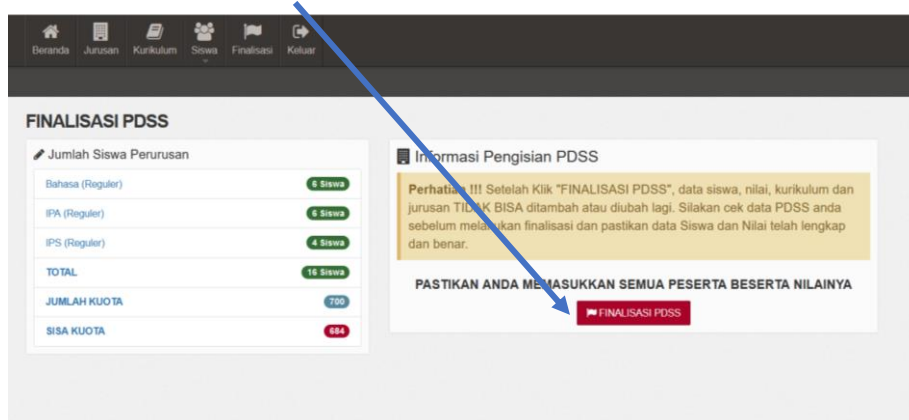 Beranda Jurusan Kurikulum Siswa Finalisasi Keluar
FINALISASI PDSS
Jumlah Siswa Perurusan
Bahasa (Reguler) 6 Siswa
IPA (Reguler) 6 Siswa
IPS (Reguler) 4 Siswa
TOTAL 16 Siswa
JUMLAH KUOTA 700
SISA KUOTA 684
Informasi Pengisian PDSS
Perhatian !!! Setelah Klik "FINALISASI PDSS", data siswa, nilai, kurikulum dan
jurusan TIDAK BISA ditambah atau diubah lagi. Silakan cek data PDSS anda
sebelum melakukan finalisasi dan pastikan data Siswa dan Nilai telah lengkap
dan benar.
PASTIKAN ANDA MEMASUKKAN SEMUA PESERTA BESERTA NILAINYA
FINALISASI PDSS